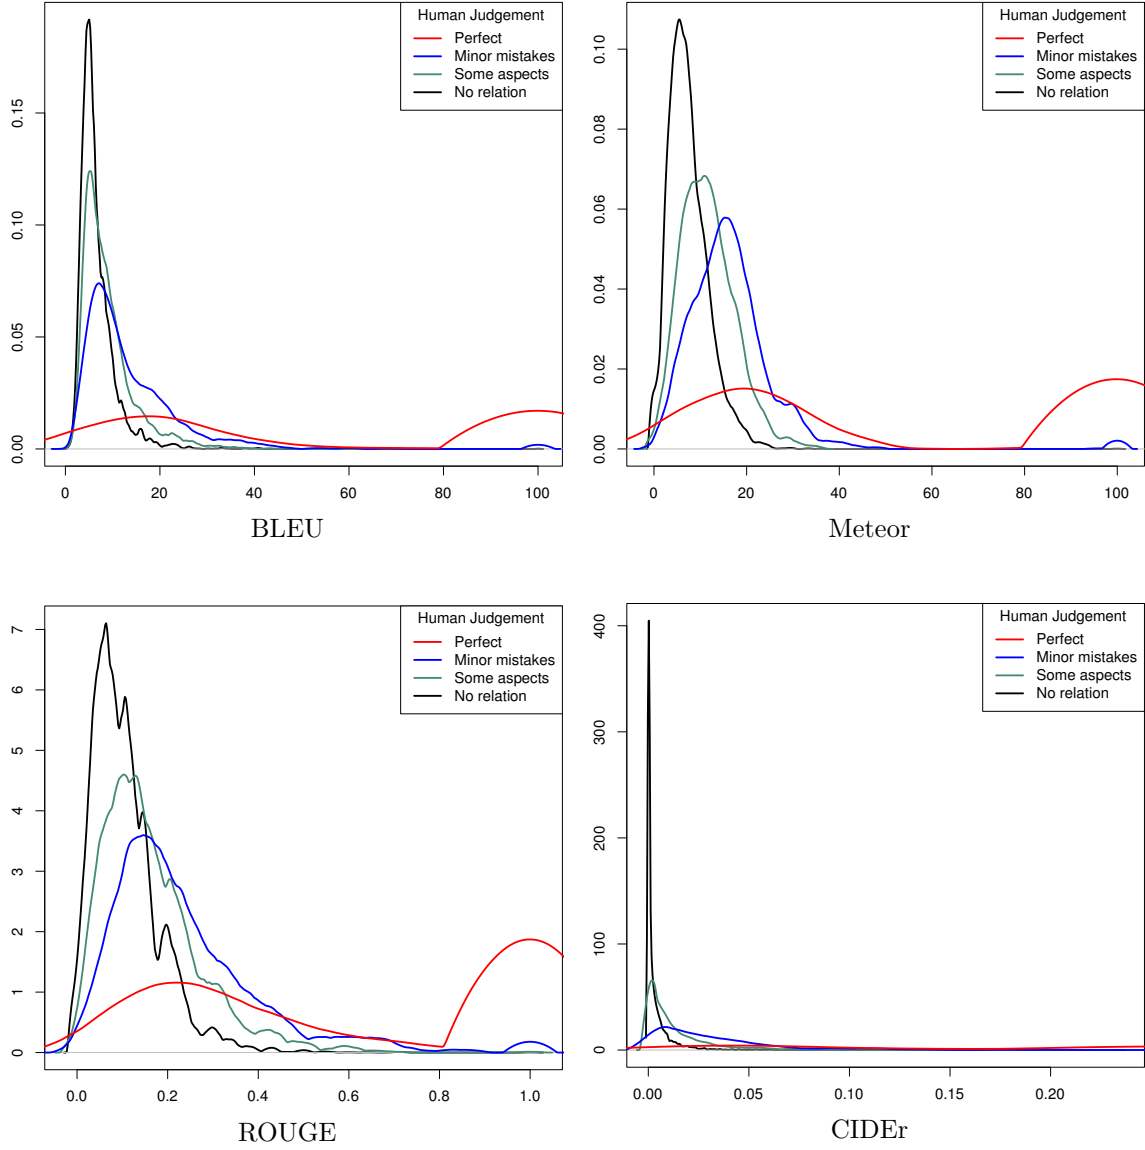 Human Judgement
Perfect
Minor mistakes
Some aspects
No relation
0.00 0.05 0.10 0.15
0 20 40 60 80 100
BLEU
Human Judgement
Perfect
Minor mistakes
Some aspects
No relation
0.00 0.02 0.04 0.06 0.08 0.10
0 20 40 60 80 100
Meteor
Human Judgement
Perfect
Minor mistakes
Some aspects
No relation
0 1 2 3 4 5 6 7
0.0 0.2 0.4 0.6 0.8 1.0
ROUGE
Human Judgement
Perfect
Minor mistakes
Some aspects
No relation
0 100 200 300 400
0.00 0.05 0.10 0.15 0.20
CIDEr